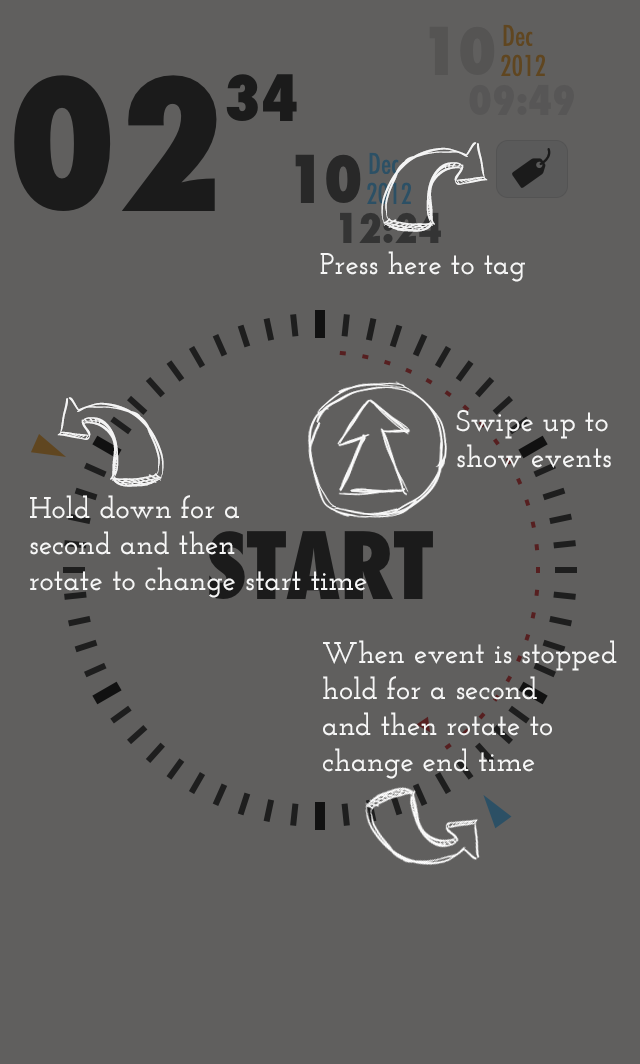 10 Dec
2012
09:49
02 34
10 Dec
2012
12:24
Press here to tag
Swipe up to
show events
Hold down for a
second and then
rotate to change start time
START
When event is stopped
hold for a second
and then rotate to
change end time